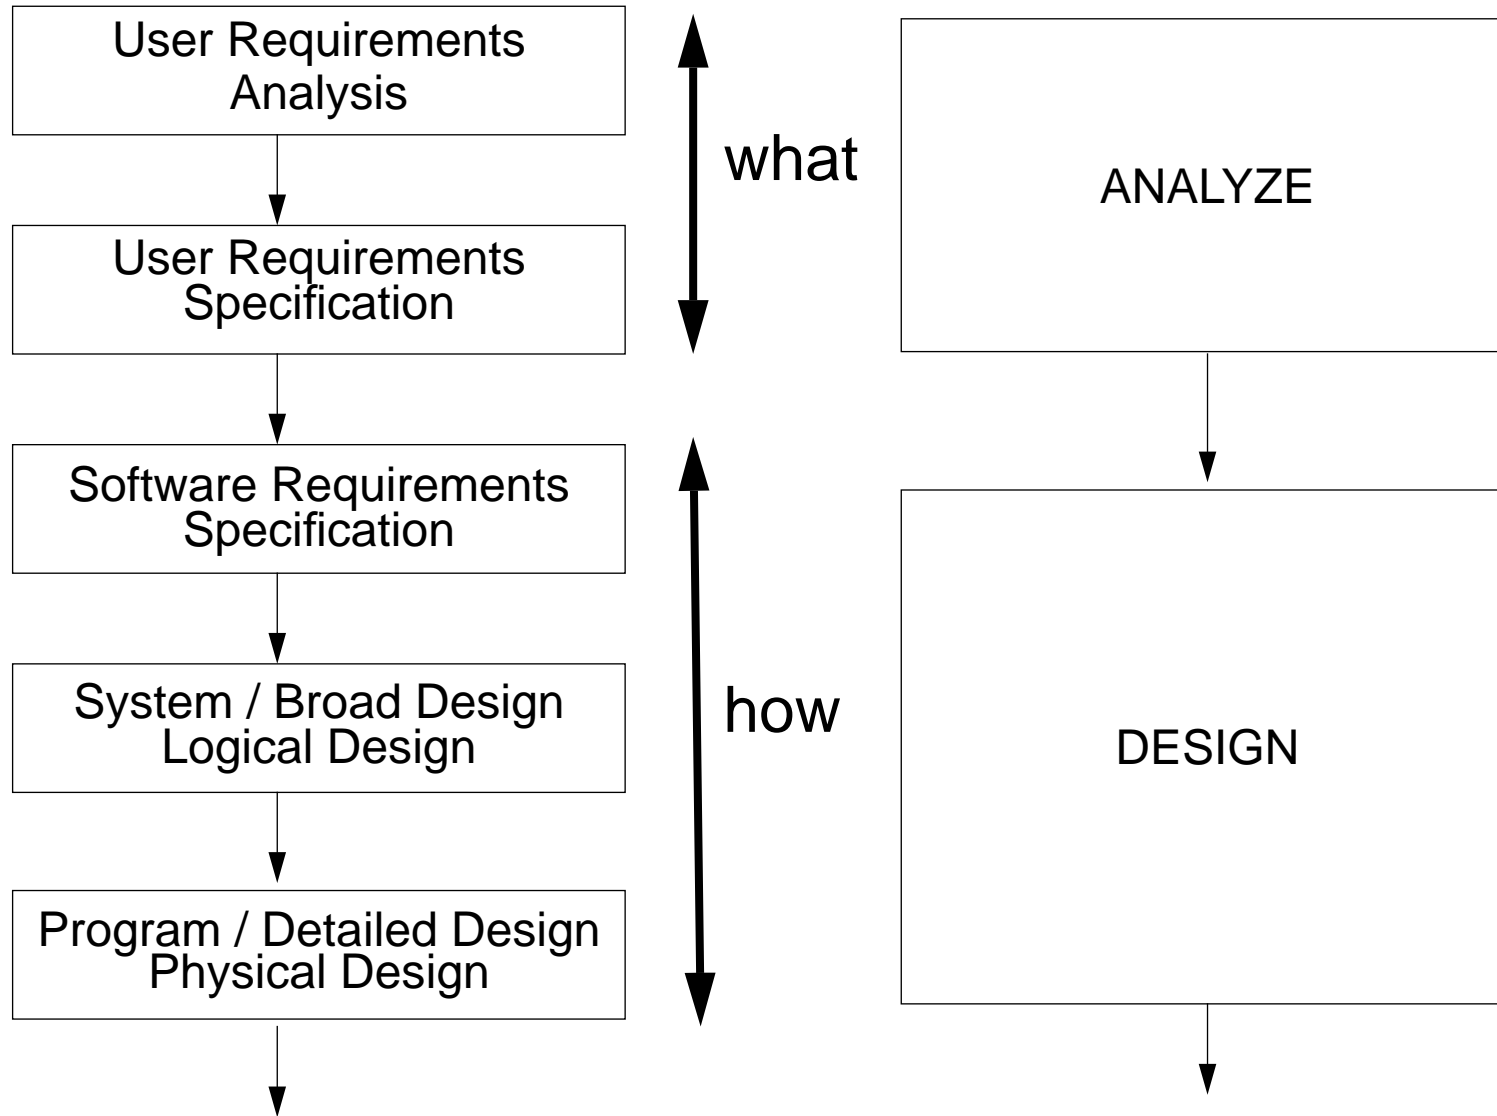 User Requirements
Analysis
User Requirements
Specification
Software Requirements
Specification
System / Broad Design
Logical Design
Program / Detailed Design
Physical Design
what
how
ANALYZE
DESIGN